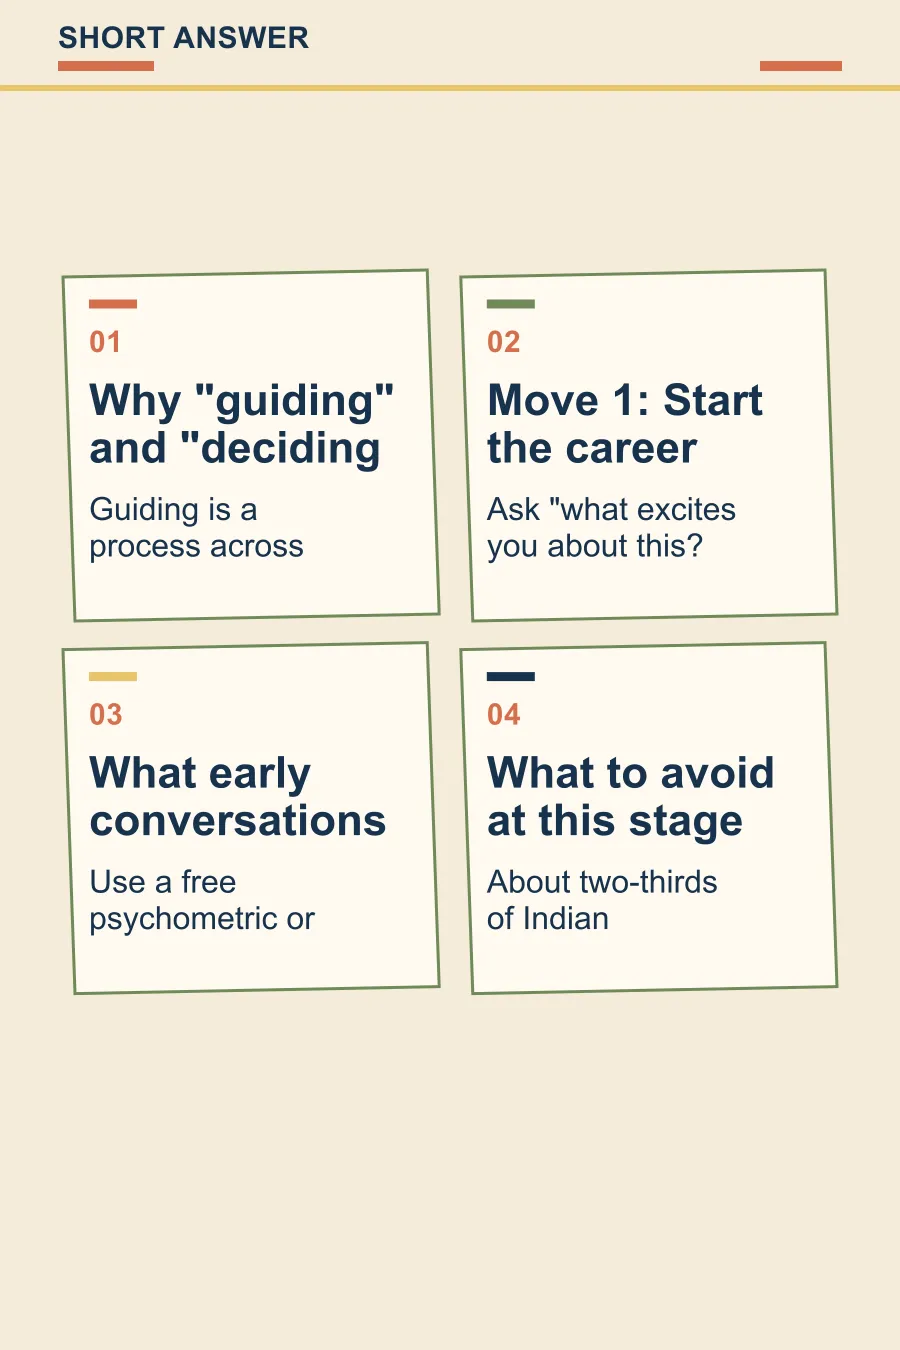 SHORT ANSWER
01
Why "guiding"
and "deciding
Guiding is a
process across
02
Move 1: Start
the career
Ask "what excites
you about this?
03
What early
conversations
Use a free
psychometric or
04
What to avoid
at this stage
About two-thirds
of Indian